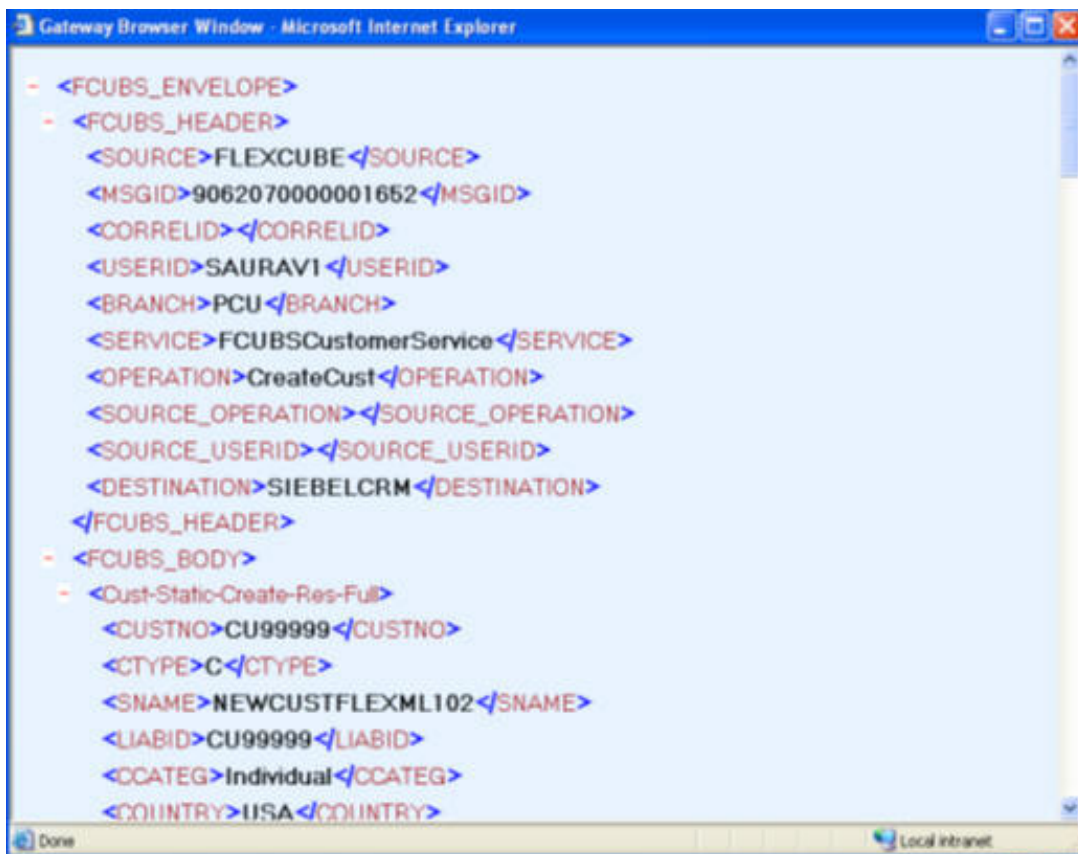 Gateway Browser Window - Microsoft Internet Explorer
- <FCUBS_ENVELOPE>
- <FCUBS_HEADER>
<SOURCE>FLEXCUBE</SOURCE>
<MSGID>9062070000001652</MSGID>
<CORRELID></CORRELID>
<USERID>SAURAV1</USERID>
<BRANCH>PCU</BRANCH>
<SERVICE>FCUBSCustomerService</SERVICE>
<OPERATION>CreateCust</OPERATION>
<SOURCE_OPERATION></SOURCE_OPERATION>
<SOURCE_USERID></SOURCE_USERID>
<DESTINATION>SIEBELCRM</DESTINATION>
</FCUBS_HEADER>
- <FCUBS_BODY>
- <Cust-Static-Create-Res-Full>
<CUSTNO>CU99999</CUSTNO>
<CTYPE>C</CTYPE>
<SNAME>NEWCUSTFLEXML102</SNAME>
<LIABID>CU99999</LIABID>
<CCATEG>Individual</CCATEG>
<COUNTRY>USA</COUNTRY>
Done Local intranet